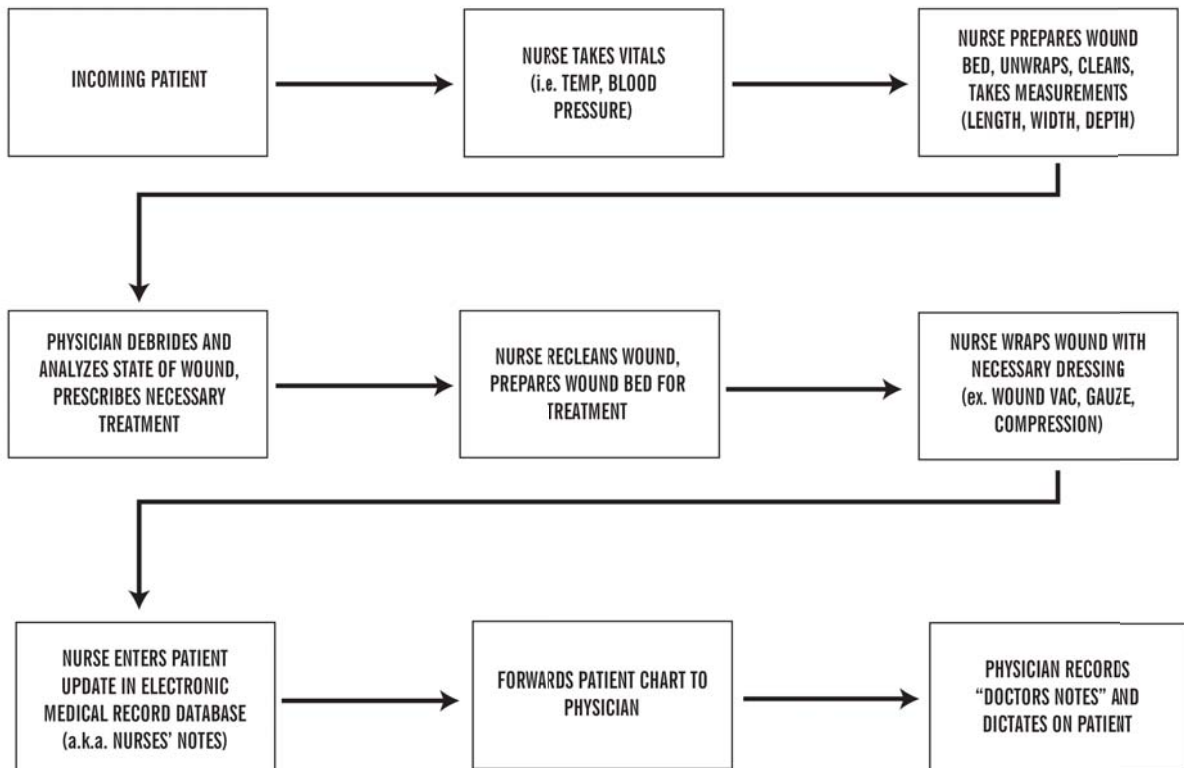 INCOMING PATIENT
NURSE TAKES VITALS
(i.e. TEMP, BLOOD
PRESSURE)
NURSE PREPARES WOUND
BED, UNWRAPS, CLEANS,
TAKES MEASUREMENTS
(LENGTH, WIDTH, DEPTH)
PHYSICIAN DEBRIDES AND
ANALYZES STATE OF WOUND,
PRESCRIBES NECESSARY
TREATMENT
NURSE RECLEANS WOUND,
PREPARES WOUND BED FOR
TREATMENT
NURSE WRAPS WOUND WITH
NECESSARY DRESSING
(ex. WOUND VAC, GAUZE,
COMPRESSION)
NURSE ENTERS PATIENT
UPDATE IN ELECTRONIC
MEDICAL RECORD DATABASE
(a.k.a. NURSES' NOTES)
FORWARDS PATIENT CHART TO
PHYSICIAN
PHYSICIAN RECORDS
“DOCTORS NOTES” AND
DICTATES ON PATIENT